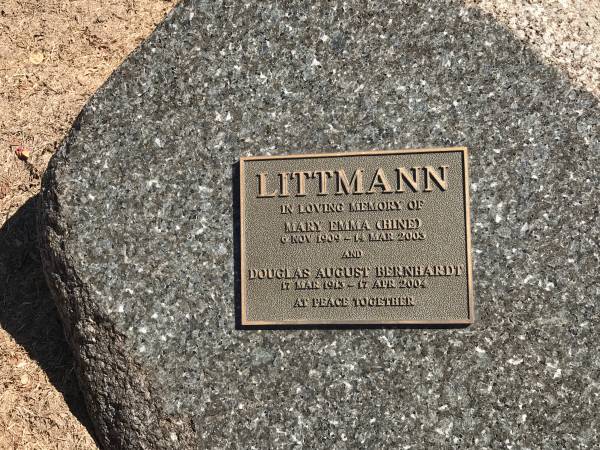 LITTMANN
IN LOVING MEMORY OF
MARY EMMA (HINE)
6 NOV 1909 – 14 MAR 2003
AND
DOUGLAS AUGUST BERNHARDT
17 MAR 1913 – 17 APR 2004
AT PEACE TOGETHER